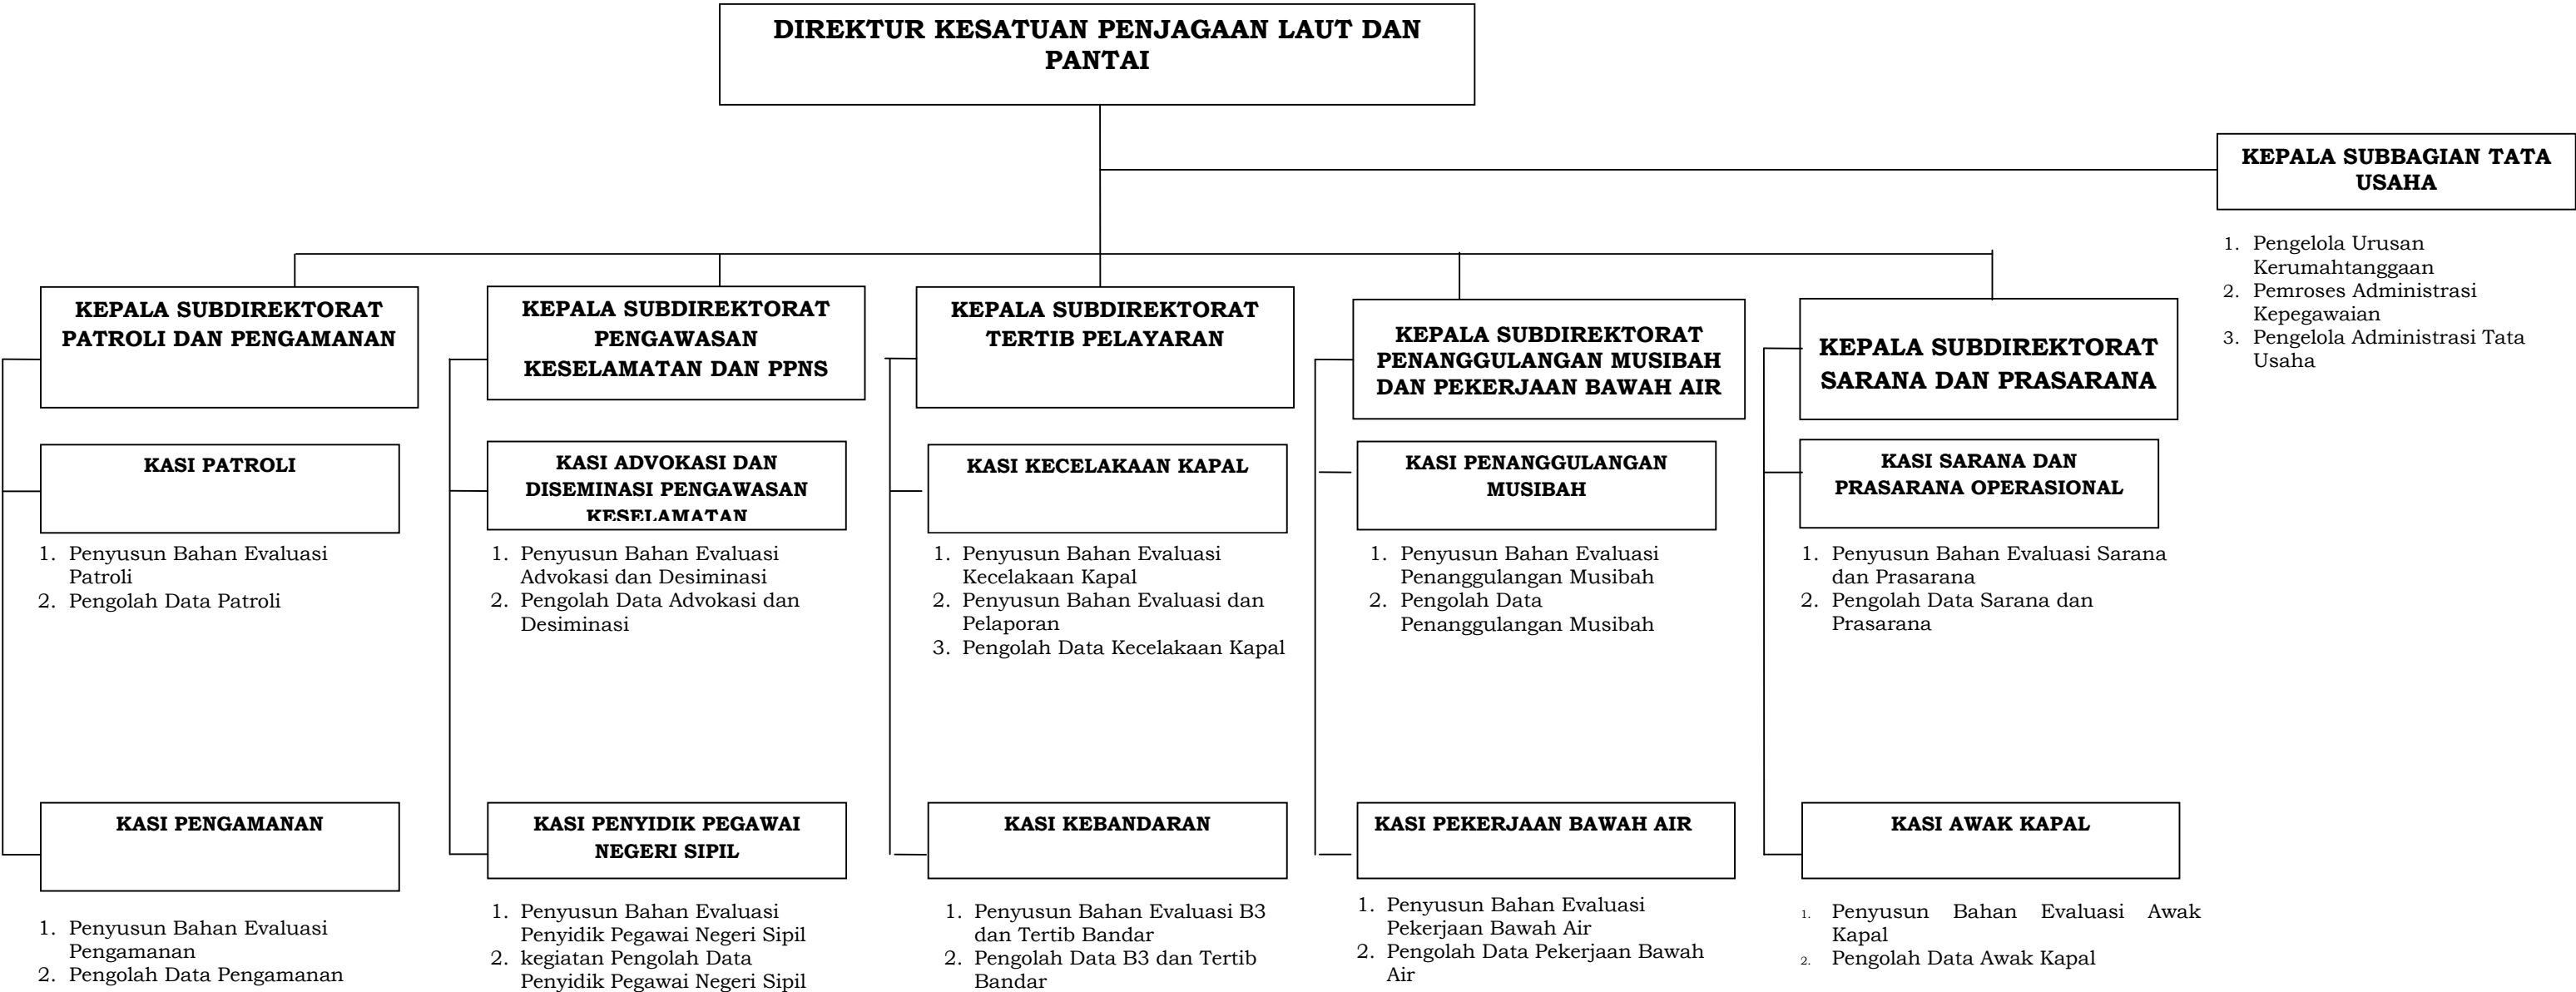 DIREKTUR KESATUAN PENJAGAAN LAUT DAN
PANTAI
KEPALA SUBBAGIAN TATA
USAHA
1. Pengelola Urusan
Kerumahtanggaan
2. Pemroses Administrasi
Kepegawaian
3. Pengelola Administrasi Tata
Usaha
KEPALA SUBDIREKTORAT
PATROLI DAN PENGAMANAN
KASI PATROLI
1. Penyusun Bahan Evaluasi
Patroli
2. Pengolah Data Patroli
KASI PENGAMANAN
1. Penyusun Bahan Evaluasi
Pengamanan
2. Pengolah Data Pengamanan
KEPALA SUBDIREKTORAT
PENGAWASAN
KESELAMATAN DAN PPNS
KASI ADVOKASI DAN
DISEMINASI PENGAWASAN
KESELAMATAN
1. Penyusun Bahan Evaluasi
Advokasi dan Desiminasi
2. Pengolah Data Advokasi dan
Desiminasi
KASI PENYIDIK PEGAWAI
NEGERI SIPIL
1. Penyusun Bahan Evaluasi
Penyidik Pegawai Negeri Sipil
2. kegiatan Pengolah Data
Penyidik Pegawai Negeri Sipil
KEPALA SUBDIREKTORAT
TERTIB PELAYARAN
KASI KECELAKAAN KAPAL
1. Penyusun Bahan Evaluasi
Kecelakaan Kapal
2. Penyusun Bahan Evaluasi dan
Pelaporan
3. Pengolah Data Kecelakaan Kapal
KASI KEBANDARAN
1. Penyusun Bahan Evaluasi B3
dan Tertib Bandar
2. Pengolah Data B3 dan Tertib
Bandar
KEPALA SUBDIREKTORAT
PENANGGULANGAN MUSIBAH
DAN PEKERJAAN BAWAH AIR
KASI PENANGGULANGAN
MUSIBAH
1. Penyusun Bahan Evaluasi
Penanggulangan Musibah
2. Pengolah Data
Penanggulangan Musibah
KASI PEKERJAAN BAWAH AIR
1. Penyusun Bahan Evaluasi
Pekerjaan Bawah Air
2. Pengolah Data Pekerjaan Bawah
Air
KEPALA SUBDIREKTORAT
SARANA DAN PRASARANA
KASI SARANA DAN
PRASARANA OPERASIONAL
1. Penyusun Bahan Evaluasi Sarana
dan Prasarana
2. Pengolah Data Sarana dan
Prasarana
KASI AWAK KAPAL
1. Penyusun Bahan Evaluasi Awak
Kapal
2. Pengolah Data Awak Kapal